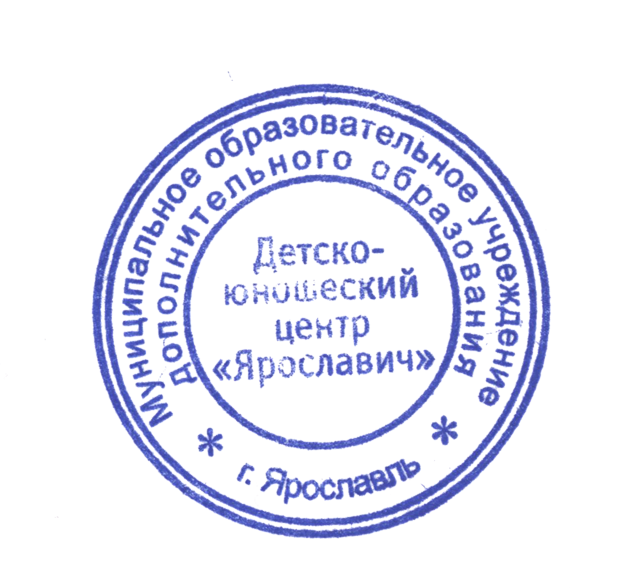 Муниципальное образовательное учреждение
дополнительного образования
Детско-
юношеский
центр
«Ярославич»
г. Ярославль